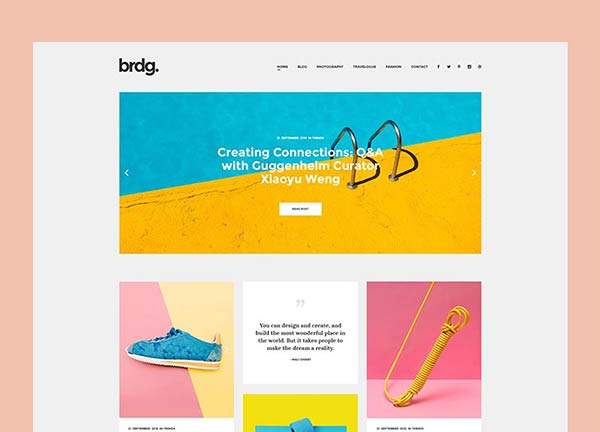 brdg.
HOME BLOG PHOTOGRAPHY TRAVELOGUE FASHION CONTACT
21 SEPTEMBER, 2016 IN TRENDS
Creating Connections: Q&A
with Guggenheim Curator
Xiaoyu Weng
READ POST
”
You can design and create, and
build the most wonderful place in
the world. But it takes people to
make the dream a reality.
– WALT DISNEY
21 SEPTEMBER, 2016 IN TRENDS
21 SEPTEMBER, 2016 IN TRENDS